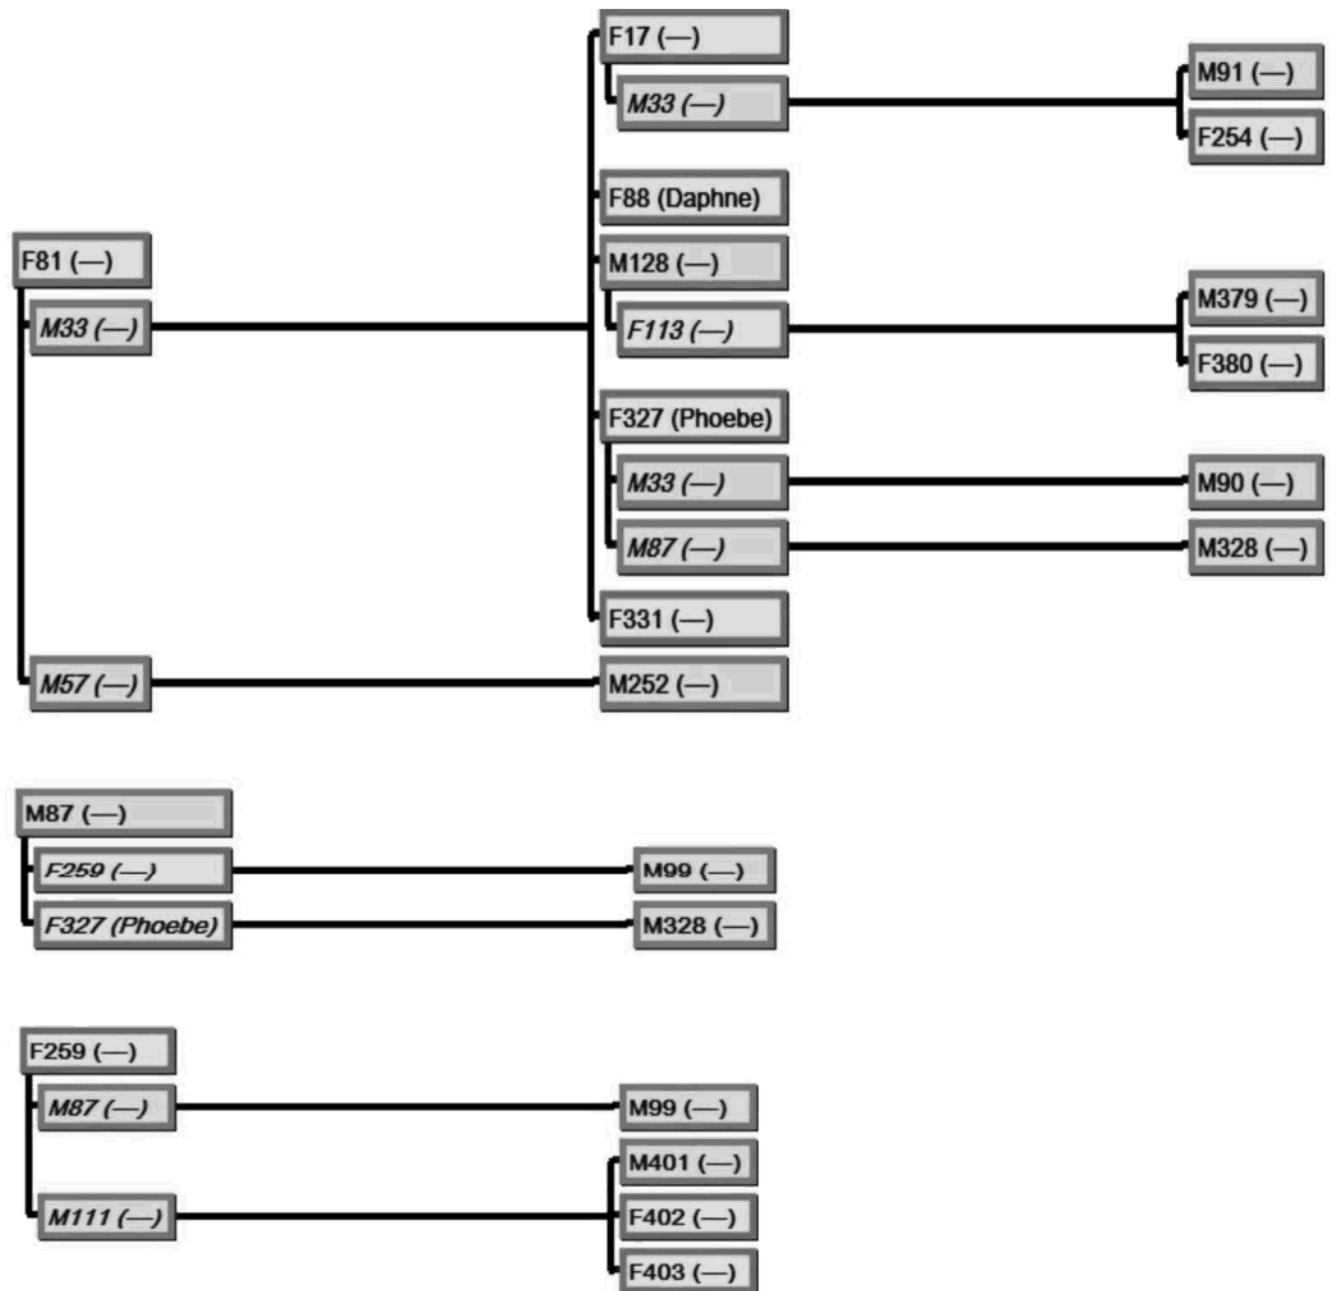 F17 (—)
M33 (—)
M91 (—)
F254 (—)
F88 (Daphne)
M128 (—)
F81 (—)
M33 (—)
F113 (—)
M379 (—)
F380 (—)
F327 (Phoebe)
M33 (—)
M90 (—)
M87 (—)
M328 (—)
F331 (—)
M57 (—)
M252 (—)
M87 (—)
F259 (—)
M99 (—)
F327 (Phoebe)
M328 (—)
F259 (—)
M87 (—)
M99 (—)
M401 (—)
M111 (—)
F402 (—)
F403 (—)